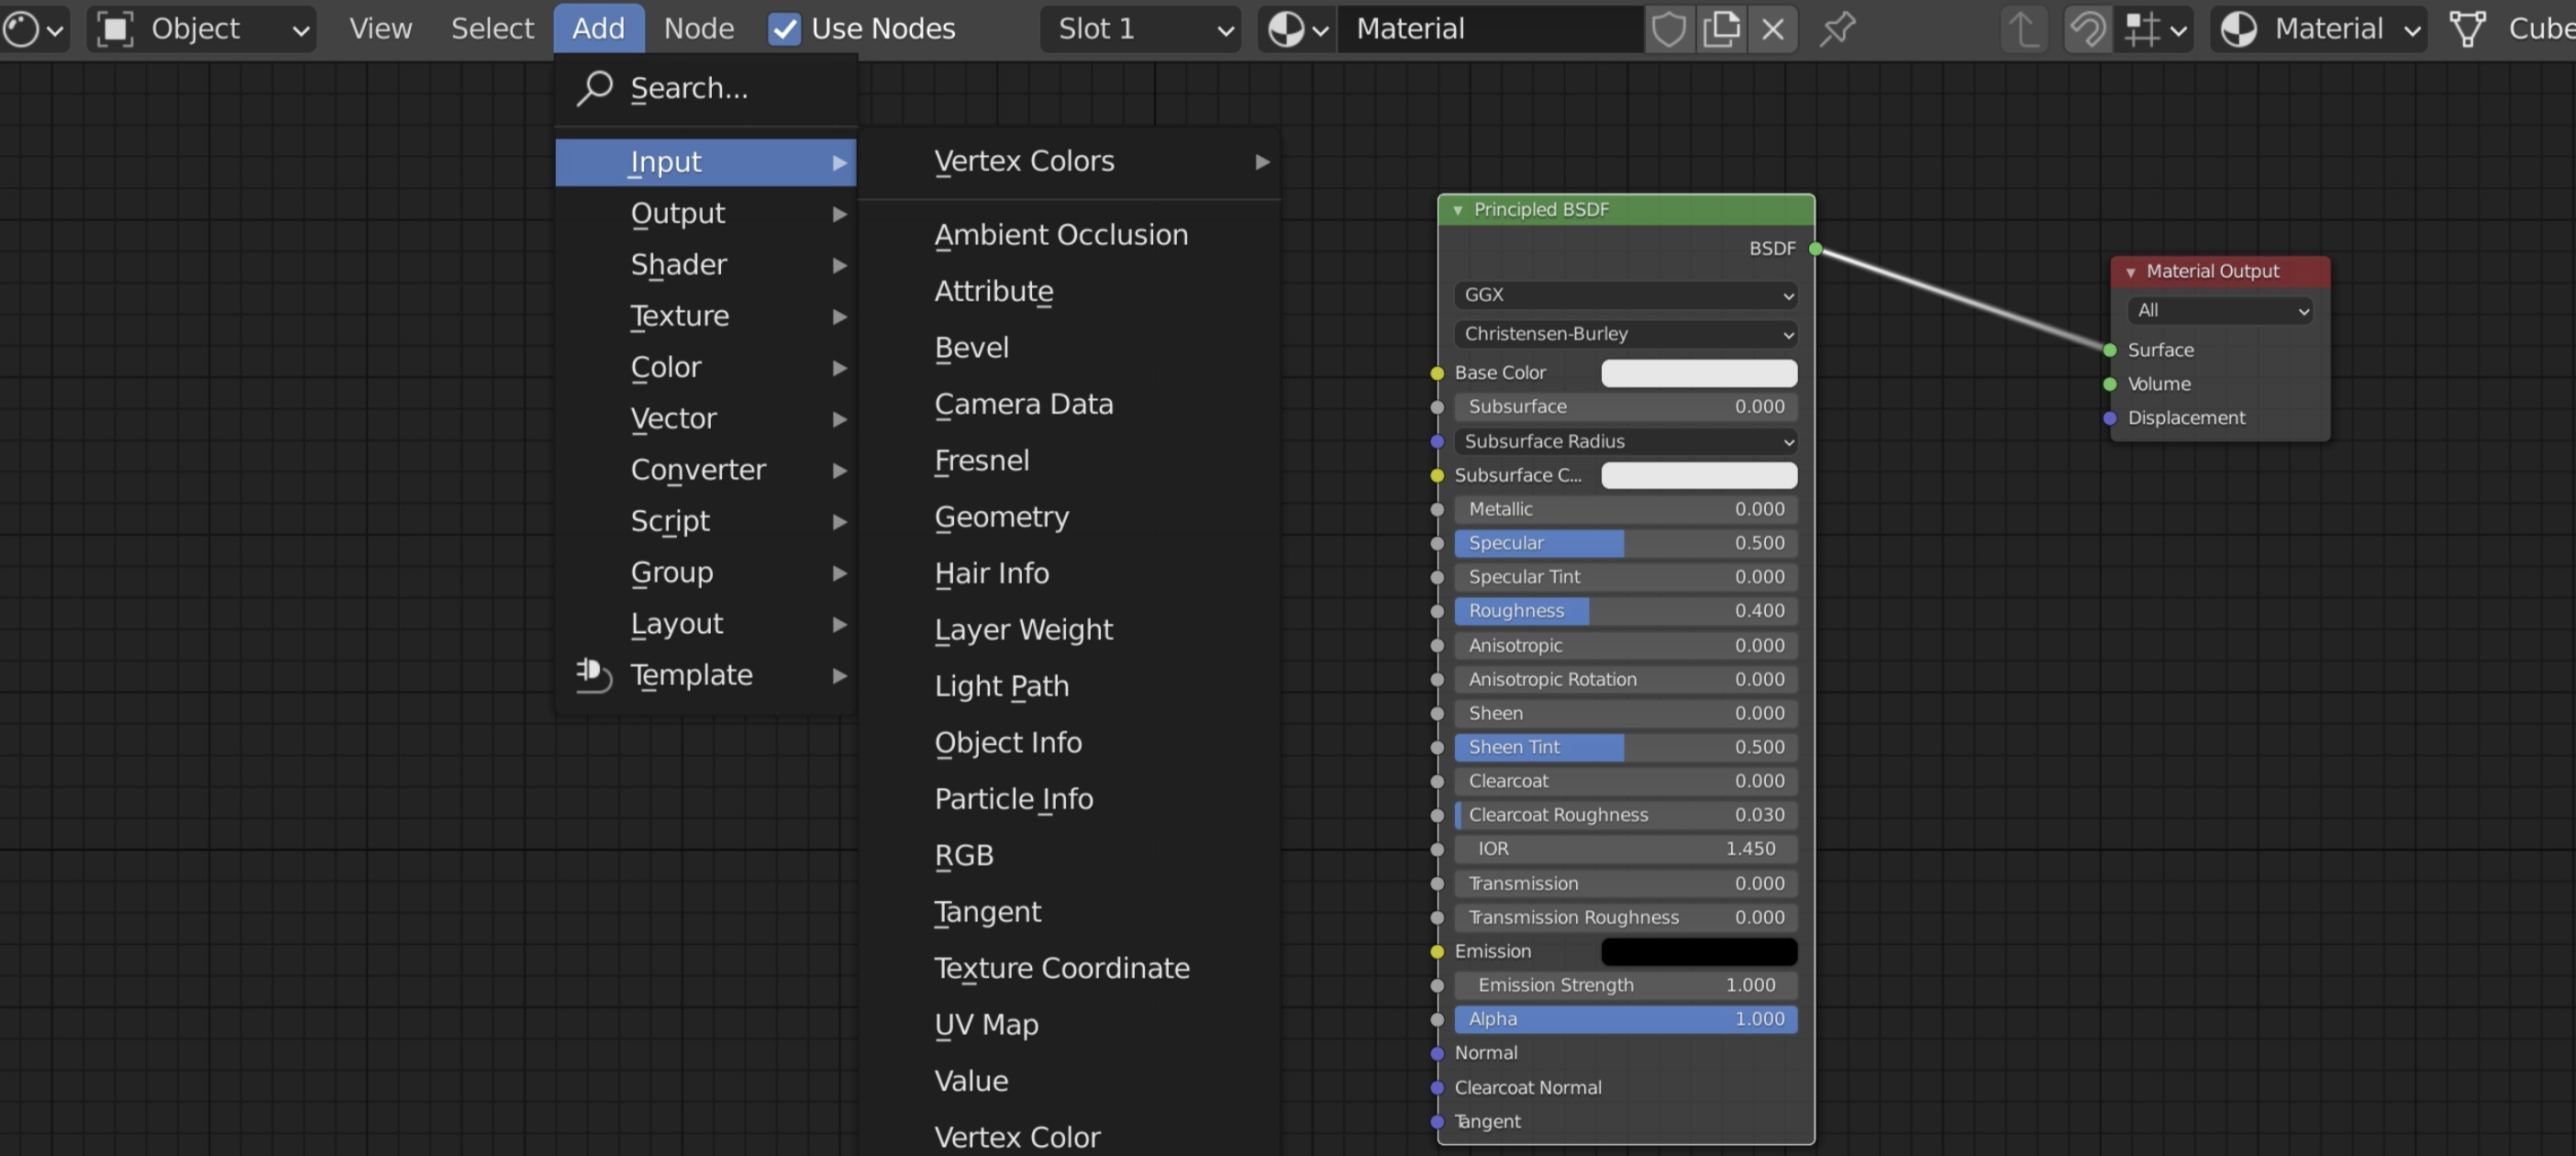 Object View Select Add Node Use Nodes Slot 1 Material Material Cube
Search...
Input
Output
Shader
Texture
Color
Vector
Converter
Script
Group
Layout
Template
Vertex Colors
Ambient Occlusion
Attribute
Bevel
Camera Data
Fresnel
Geometry
Hair Info
Layer Weight
Light Path
Object Info
Particle Info
RGB
Tangent
Texture Coordinate
UV Map
Value
Vertex Color
Principled BSDF
BSDF
GGX
Christensen-Burley
Base Color
Subsurface 0.000
Subsurface Radius
Subsurface C...
Metallic 0.000
Specular 0.500
Specular Tint 0.000
Roughness 0.400
Anisotropic 0.000
Anisotropic Rotation 0.000
Sheen 0.000
Sheen Tint 0.500
Clearcoat 0.000
Clearcoat Roughness 0.030
IOR 1.450
Transmission 0.000
Transmission Roughness 0.000
Emission
Emission Strength 1.000
Alpha 1.000
Normal
Clearcoat Normal
Tangent
Material Output
All
Surface
Volume
Displacement